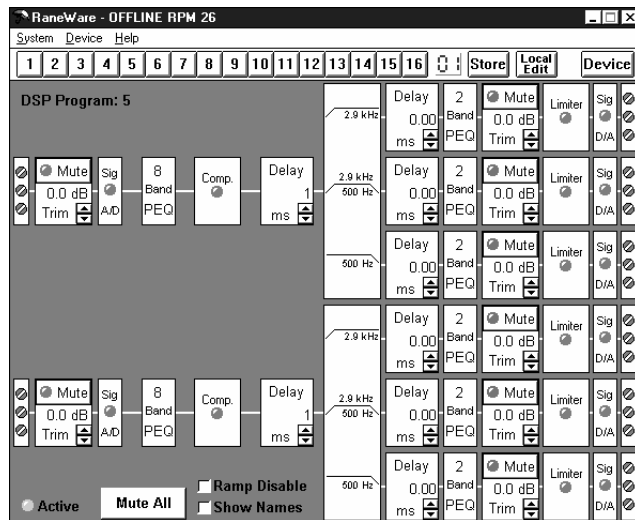 RaneWare - OFFLINE RPM 26
System Device Help
1 2 3 4 5 6 7 8 9 10 11 12 13 14 15 16 01 Store Local Edit Device
DSP Program: 5
2.9 kHz
Delay 0.00 ms
2 Band PEQ
Mute 0.0 dB Trim
Limiter
Sig D/A
Mute 0.0 dB Trim
Sig A/D
8 Band PEQ
Comp.
Delay 1 ms
2.9 kHz
500 Hz
Delay 0.00 ms
2 Band PEQ
Mute 0.0 dB Trim
Limiter
Sig D/A
500 Hz
Delay 0.00 ms
2 Band PEQ
Mute 0.0 dB Trim
Limiter
Sig D/A
2.9 kHz
Delay 0.00 ms
2 Band PEQ
Mute 0.0 dB Trim
Limiter
Sig D/A
Mute 0.0 dB Trim
Sig A/D
8 Band PEQ
Comp.
Delay 1 ms
2.9 kHz
500 Hz
Delay 0.00 ms
2 Band PEQ
Mute 0.0 dB Trim
Limiter
Sig D/A
500 Hz
Delay 0.00 ms
2 Band PEQ
Mute 0.0 dB Trim
Limiter
Sig D/A
Active
Mute All
Ramp Disable
Show Names